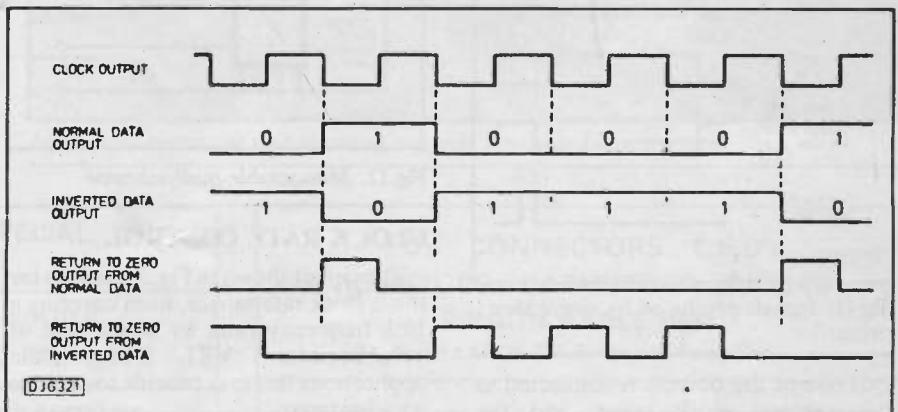 CLOCK OUTPUT
NORMAL DATA
OUTPUT
0 1 0 0 0 1
INVERTED DATA
OUTPUT
1 0 1 1 1 0
RETURN TO ZERO
OUTPUT FROM
NORMAL DATA
RETURN TO ZERO
OUTPUT FROM
INVERTED DATA
DJG321